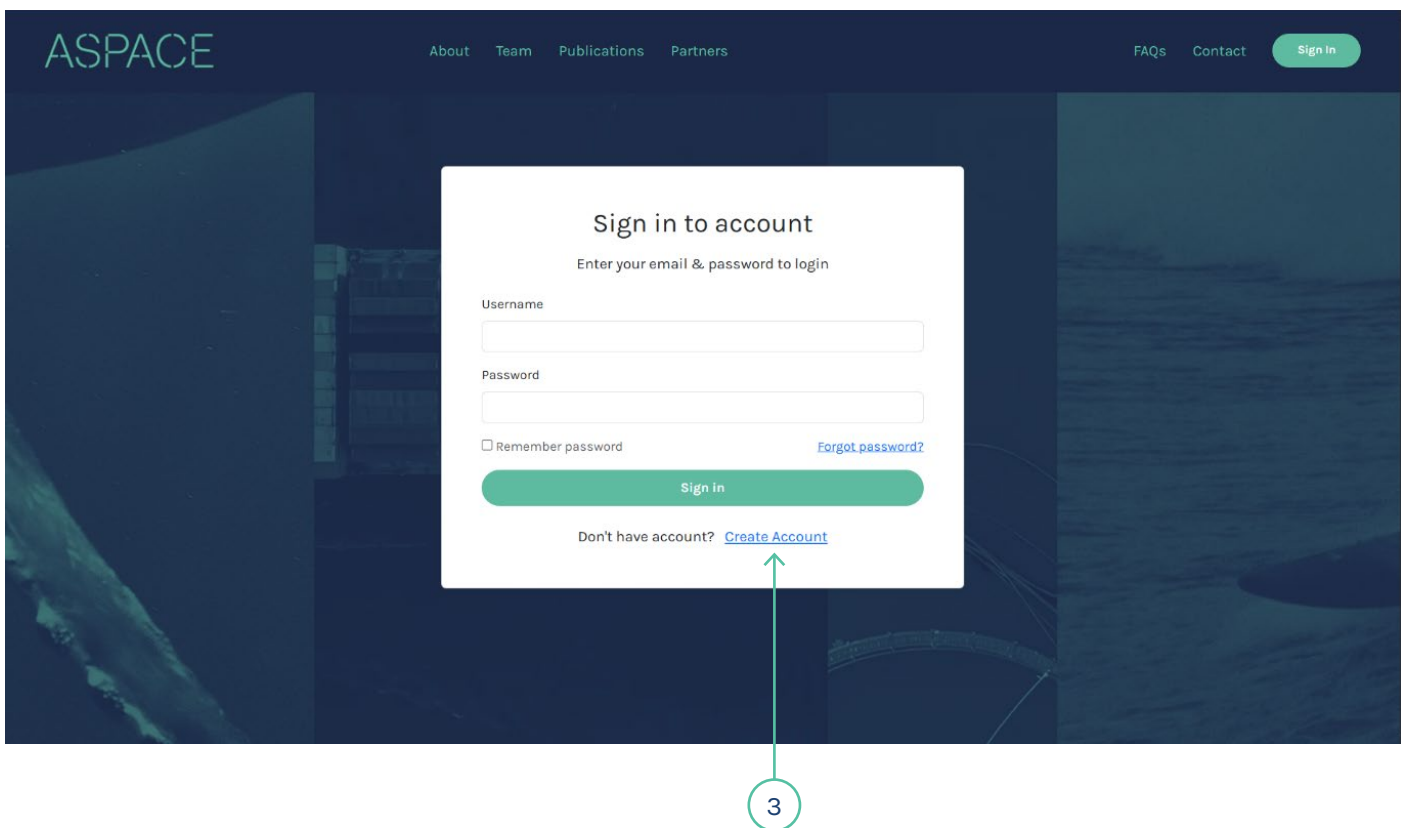 ASPACE About Team Publications Partners FAQs Contact Sign In
Sign in to account
Enter your email & password to login
Username
Password
Remember password Forgot password?
Sign in
Don't have account? Create Account
3